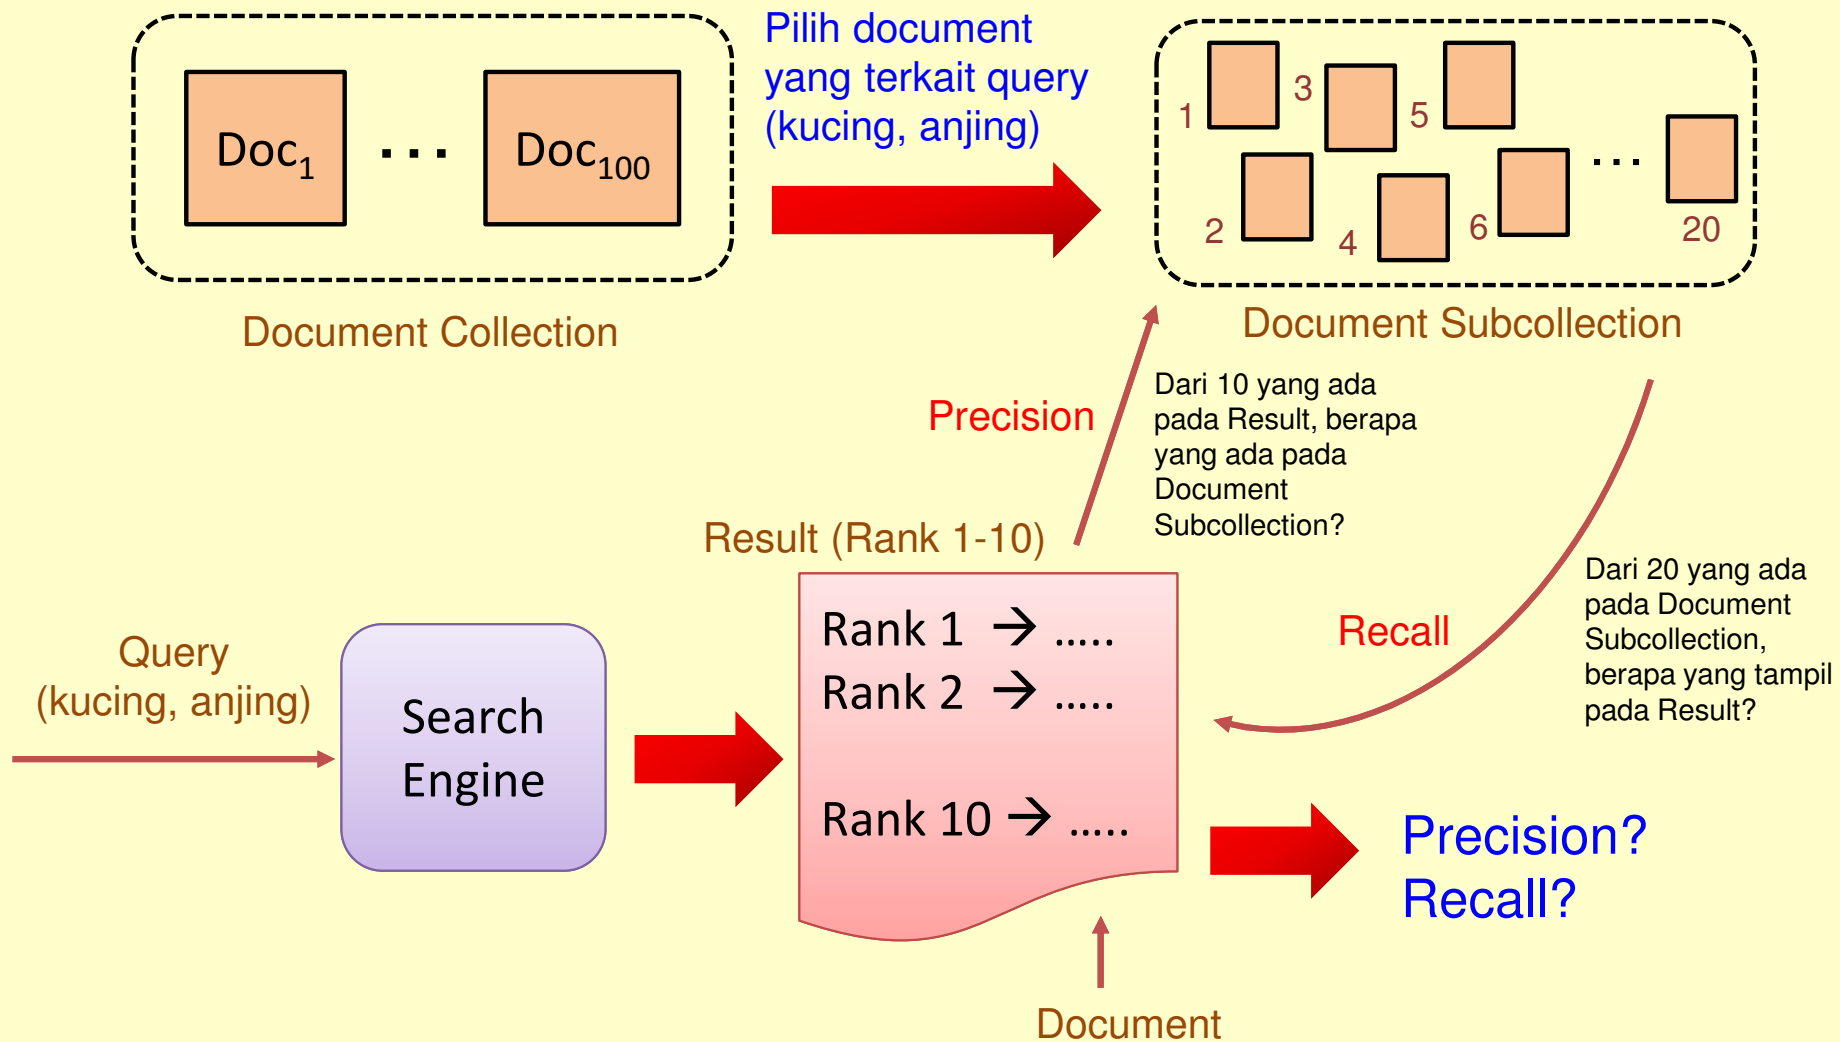 Pilih document
yang terkait query
(kucing, anjing)
Doc1 ... Doc100
Document Collection
1
3
5
2
4
6
...
20
Document Subcollection
Precision
Dari 10 yang ada
pada Result, berapa
yang ada pada
Document
Subcollection?
Recall
Dari 20 yang ada
pada Document
Subcollection,
berapa yang tampil
pada Result?
Query
(kucing, anjing)
Search
Engine
Result (Rank 1-10)
Rank 1 → .....
Rank 2 → .....
Rank 10 → .....
Precision?
Recall?
Document